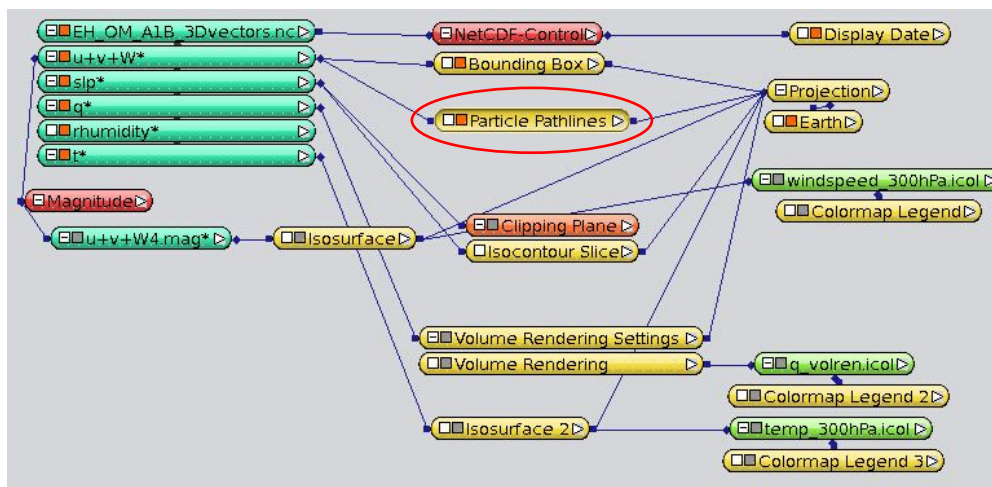 EH_OM_A1B_3Dvectors.nc
NetCDF-Control
Display Date
u+v+W*
Bounding Box
slp*
Projection
q*
Particle Pathlines
Earth
rhumidity*
t*
windspeed_300hPa.icol
Magnitude
Colormap Legend
Clipping Plane
u+v+W4.mag*
Isosurface
Isocontour Slice
Volume Rendering Settings
Volume Rendering
q_volren.icol
Colormap Legend 2
Isosurface 2
temp_300hPa.icol
Colormap Legend 3